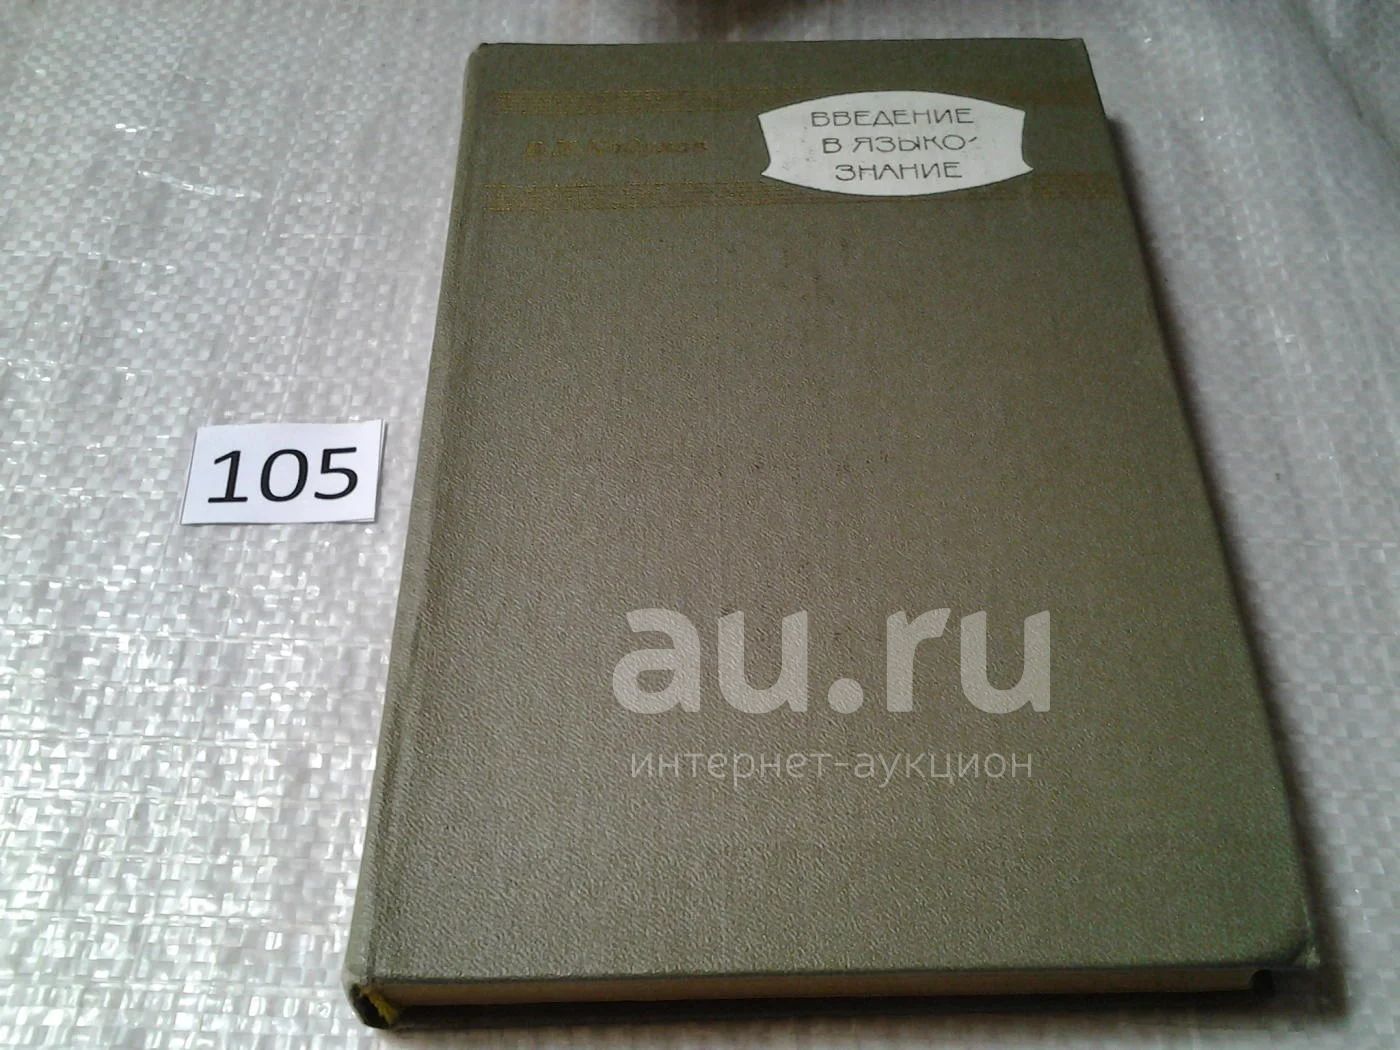 ВВЕДЕНИЕ
В ЯЗЫКО-
ЗНАНИЕ
105
au.ru
интернет-аукцион